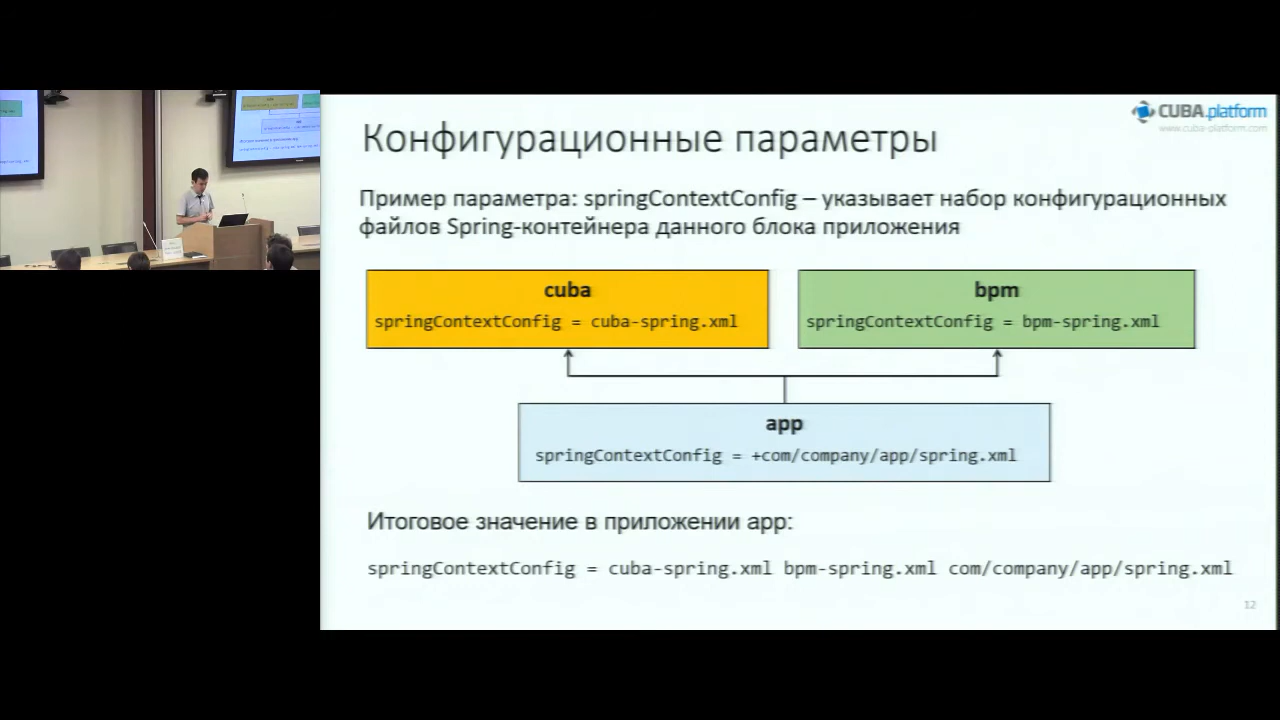 CUBA.platform
www.cuba-platform.com
Конфигурационные параметры
Пример параметра: springContextConfig – указывает набор конфигурационных
файлов Spring-контейнера данного блока приложения
cuba
springContextConfig = cuba-spring.xml
bpm
springContextConfig = bpm-spring.xml
app
springContextConfig = +com/company/app/spring.xml
Итоговое значение в приложении app:
springContextConfig = cuba-spring.xml bpm-spring.xml com/company/app/spring.xml
12